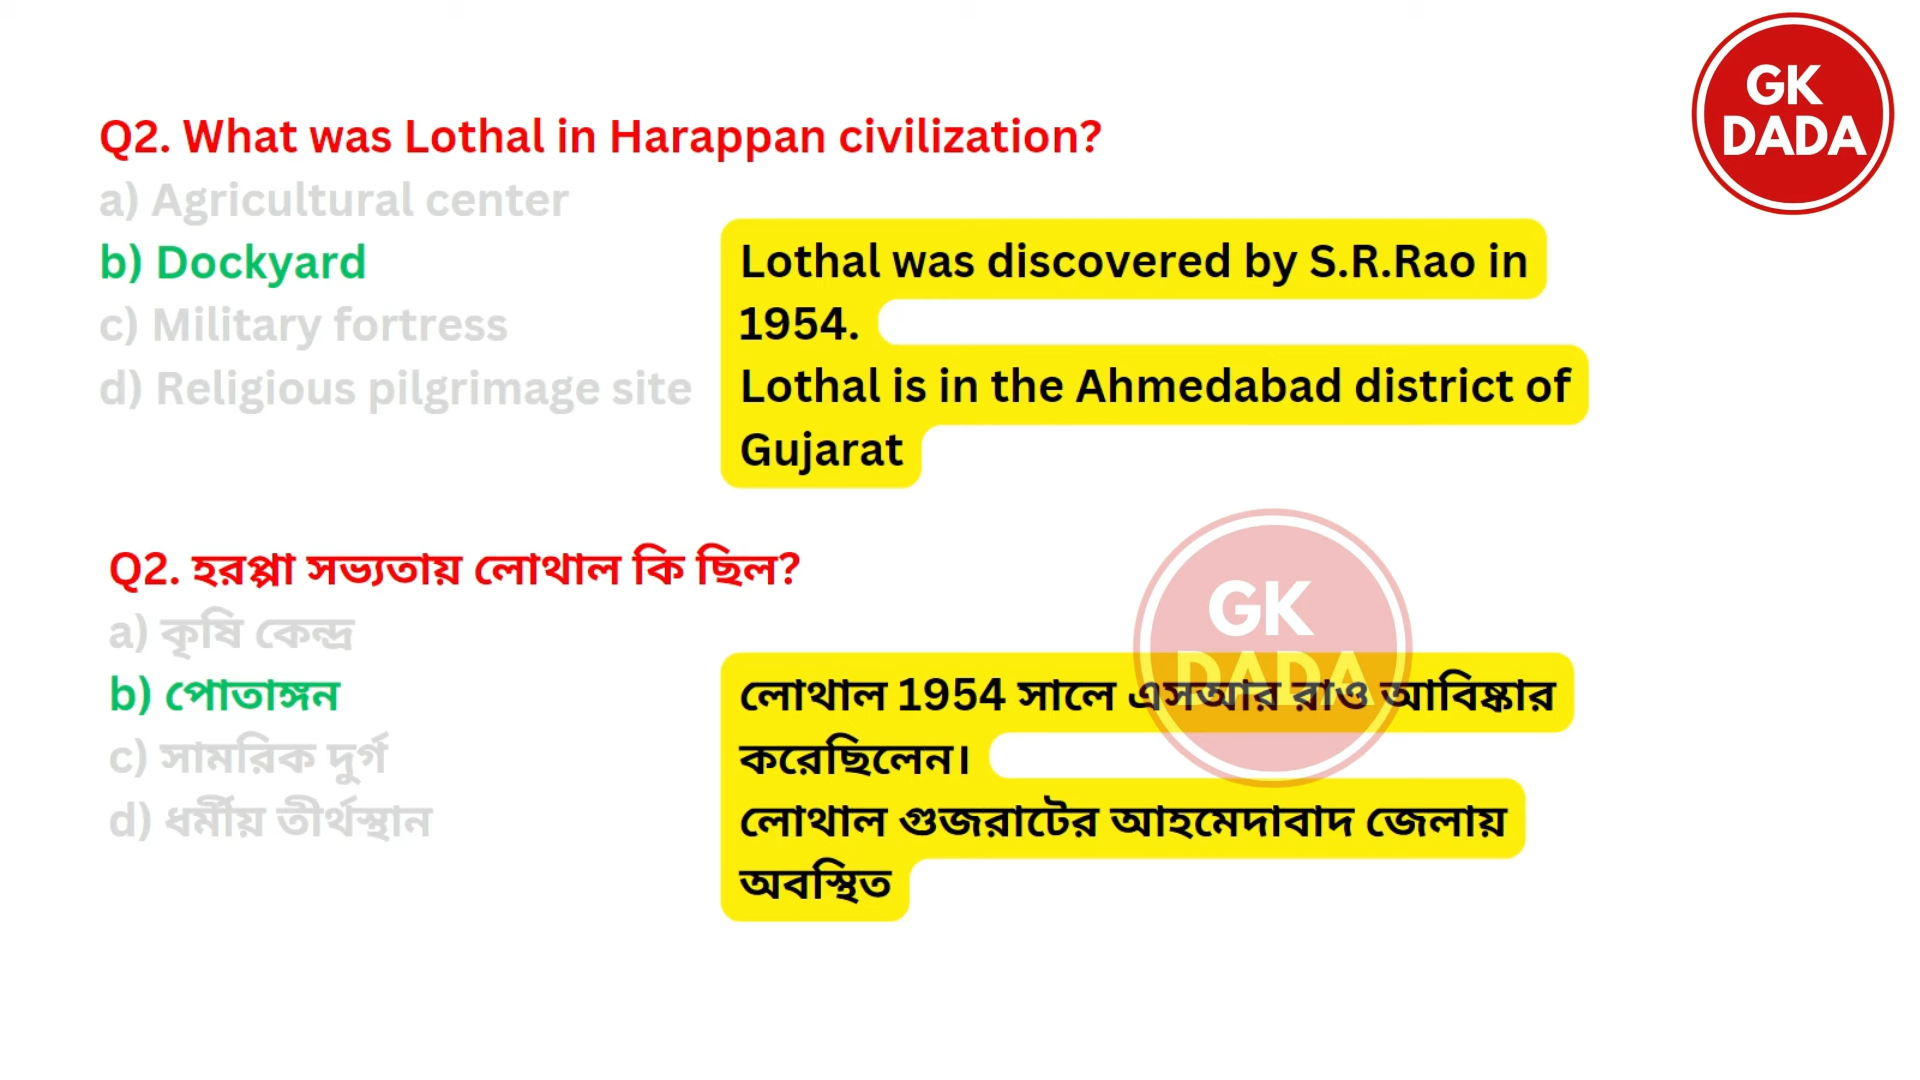 GK
DADA
Q2. What was Lothal in Harappan civilization?
a) Agricultural center
b) Dockyard
c) Military fortress
d) Religious pilgrimage site
Lothal was discovered by S.R.Rao in
1954.
Lothal is in the Ahmedabad district of
Gujarat
Q2. হরপ্পা সভ্যতায় লোথাল কি ছিল?
a) কৃষি কেন্দ্র
b) পোতাঙ্গন
c) সামরিক দুর্গ
d) ধর্মীয় তীর্থস্থান
GK
DADA
লোথাল 1954 সালে এসআর রাও আবিষ্কার
করেছিলেন।
লোথাল গুজরাটের আহমেদাবাদ জেলায়
অবস্থিত